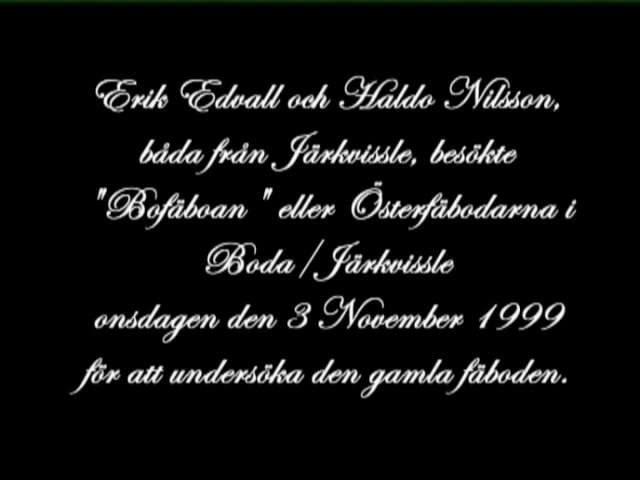 Erik Edvall och Haldo Nilsson,
båda från Järkvissle, besökte
"Bofäboan " eller Österfäbodarna i
Boda/Järkvissle
onsdagen den 3 November 1999
för att undersöka den gamla fäboden.